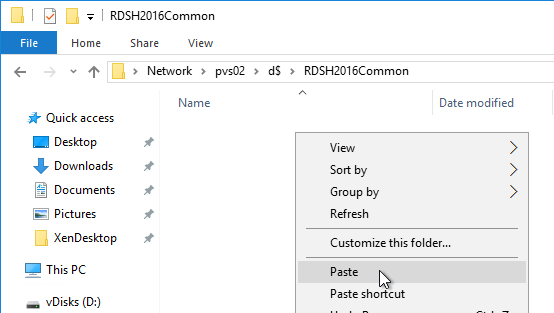 RDSH2016Common
File Home Share View
Network pvs02 d$ RDSH2016Common
Name Date modified
Quick access
Desktop
Downloads
Documents
Pictures
XenDesktop
This PC
vDisks (D:)
View
Sort by
Group by
Refresh
Customize this folder...
Paste
Paste shortcut